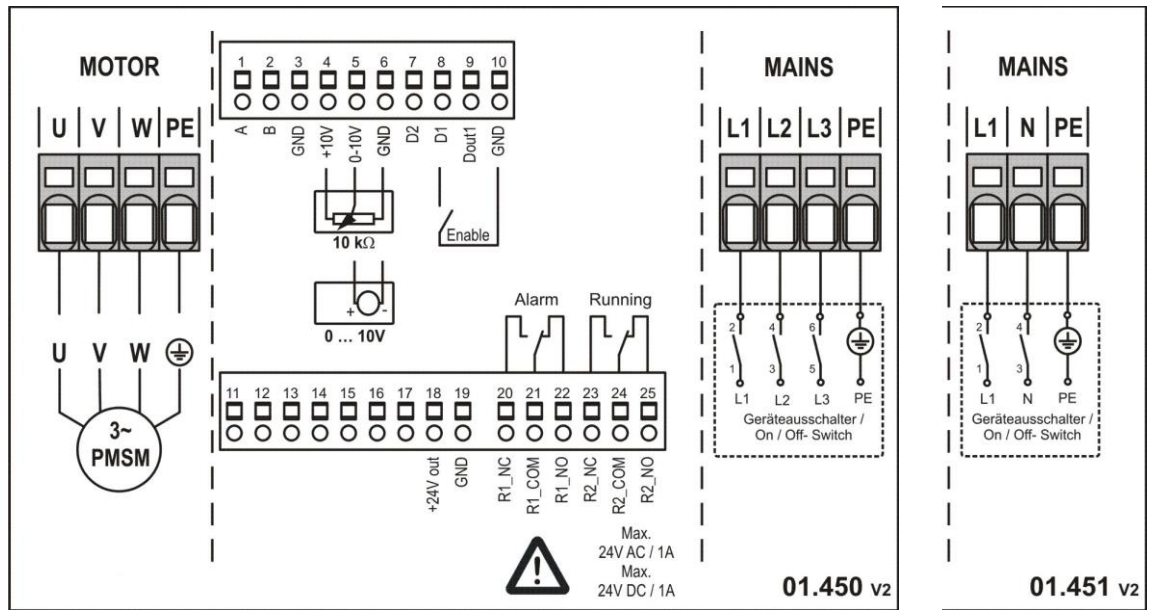 MOTOR
U V W PE
U V W
3~
PMSM
1 2 3 4 5 6 7 8 9 10
A B GND +10V 0-10V GND D2 D1 Dout1 GND
10 kΩ
Enable
+ -
0 ... 10V
Alarm Running
11 12 13 14 15 16 17 18 19 20 21 22 23 24 25
+24V out GND R1_NC R1_COM R1_NO R2_NC R2_COM R2_NO
Max.
24V AC / 1A
Max.
24V DC / 1A
MAINS
L1 L2 L3 PE
2 4 6
1 3 5
L1 L2 L3 PE
Geräteausschalter /
On / Off- Switch
01.450 V2
MAINS
L1 N PE
2 4
1 3
L1 N PE
Geräteausschalter /
On / Off- Switch
01.451 V2